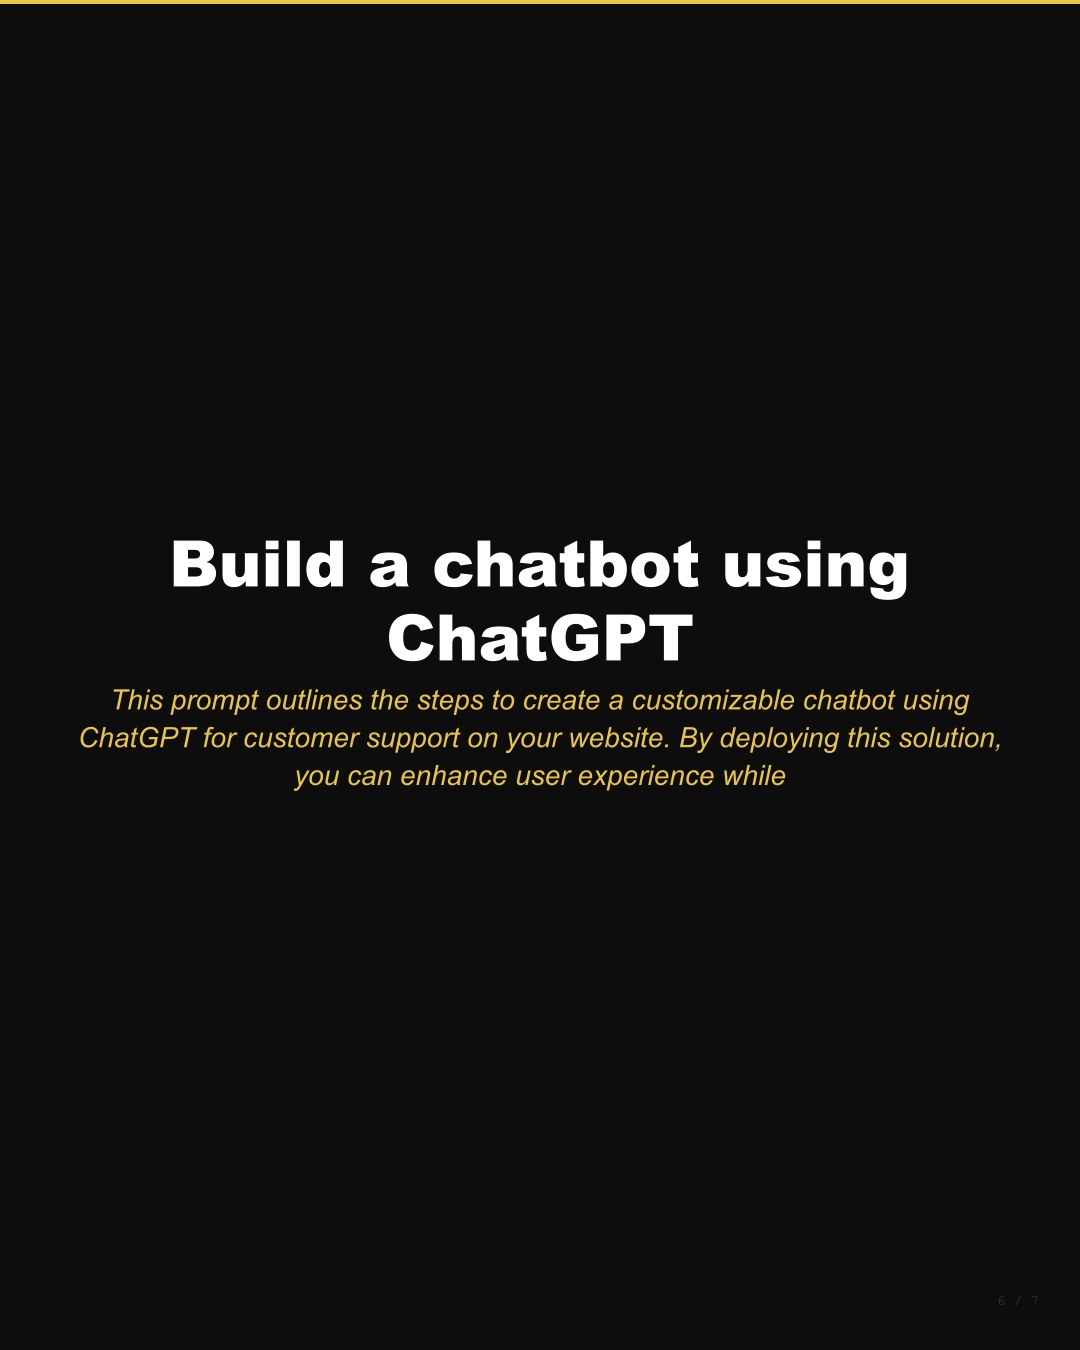 Build a chatbot using
ChatGPT
This prompt outlines the steps to create a customizable chatbot using
ChatGPT for customer support on your website. By deploying this solution,
you can enhance user experience while
6 / 7